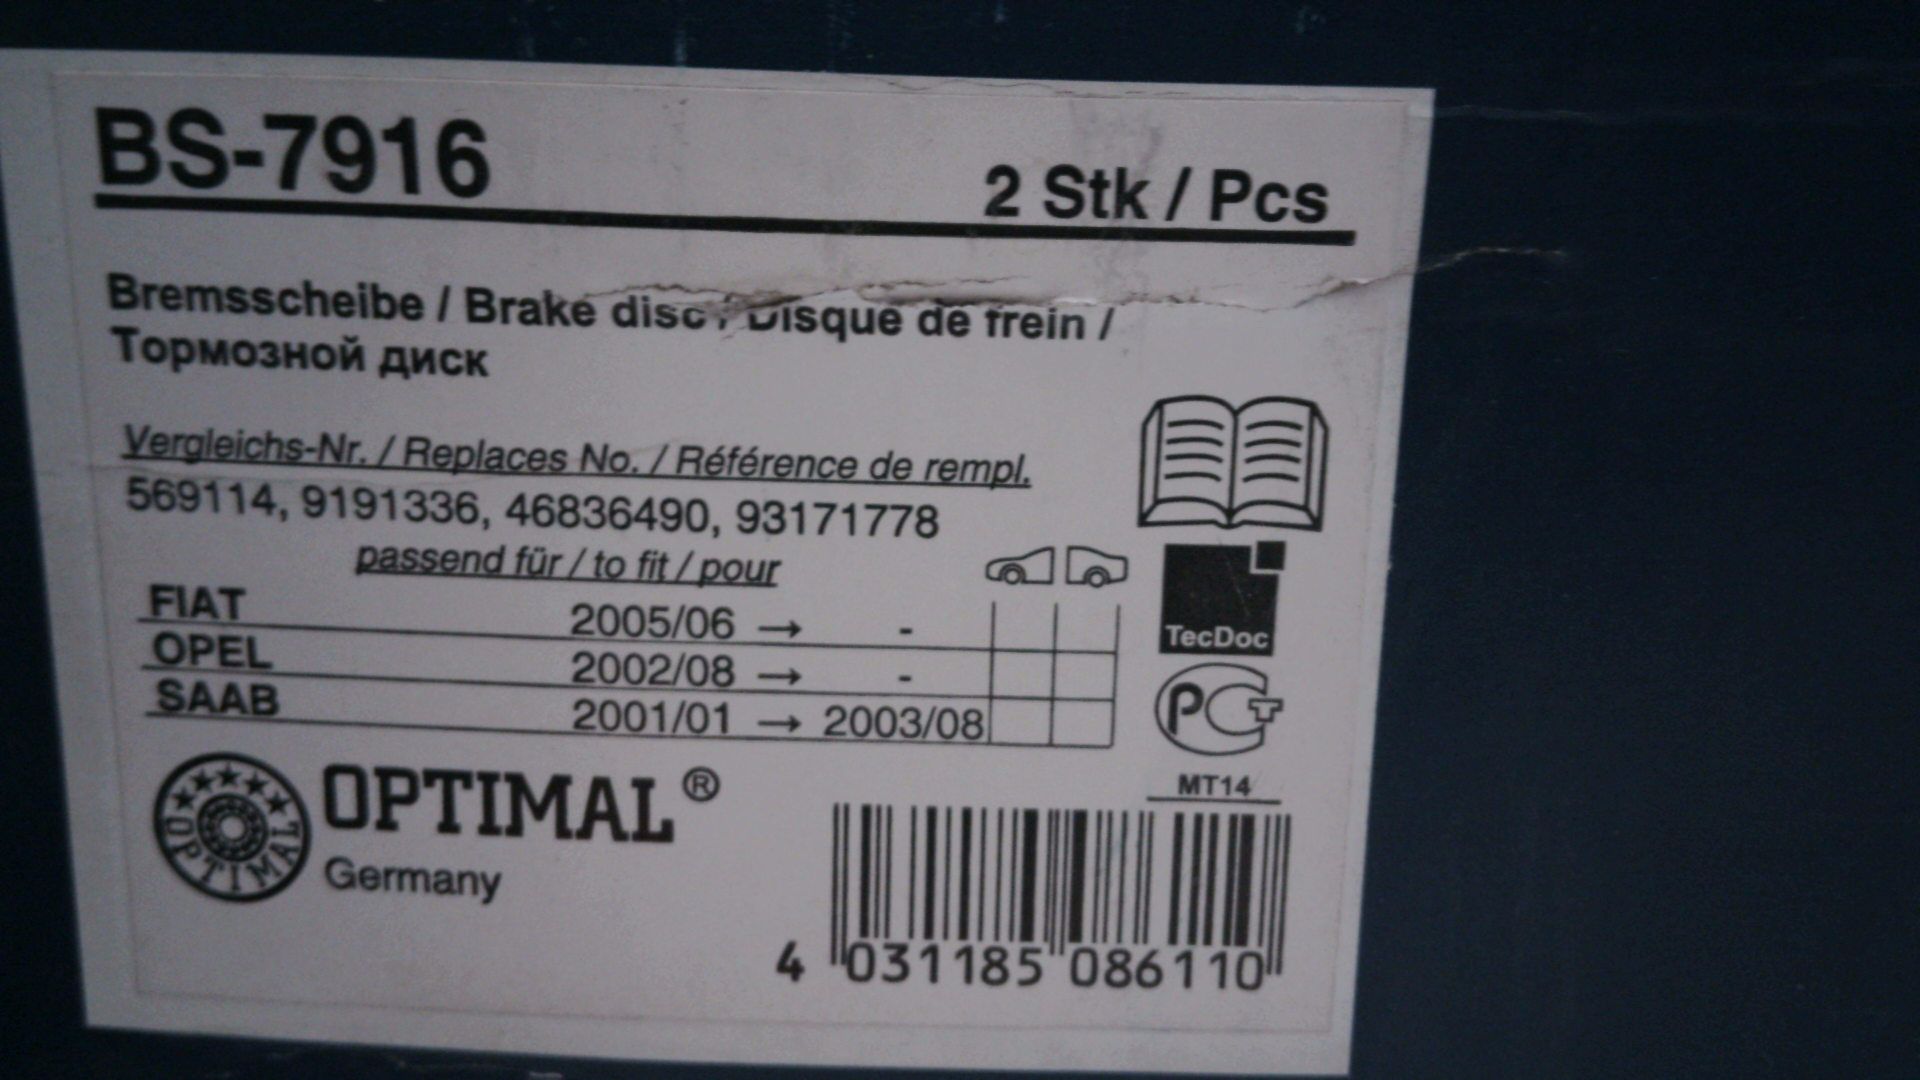 BS-7916
2 Stk / Pcs
Bremsscheibe / Brake disc / Disque de frein /
Тормозной диск
Vergleichs-Nr. / Replaces No. / Référence de rempl.
569114, 9191336, 46836490, 93171778
passend für / to fit / pour
FIAT 2005/06 → -
OPEL 2002/08 → -
SAAB 2001/01 → 2003/08
TecDoc
РСТ
MT14
OPTIMAL
OPTIMAL ®
Germany
4 031185 086110